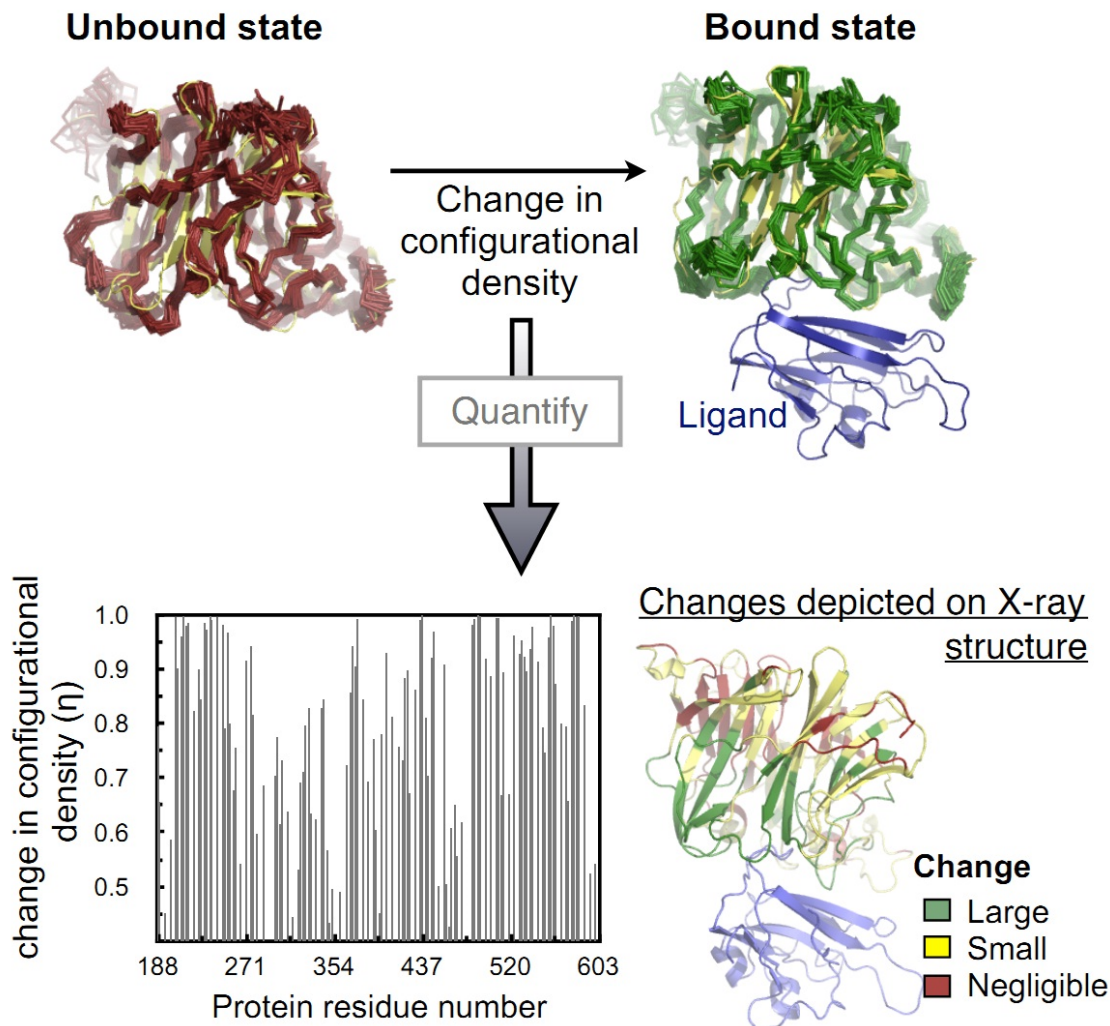 Unbound state
Bound state
Change in
configurational
density
Quantify
Ligand
change in configurational
density (η)
1.0
0.9
0.8
0.7
0.6
0.5
188 271 354 437 520 603
Protein residue number
Changes depicted on X-ray
structure
Change
Large
Small
Negligible